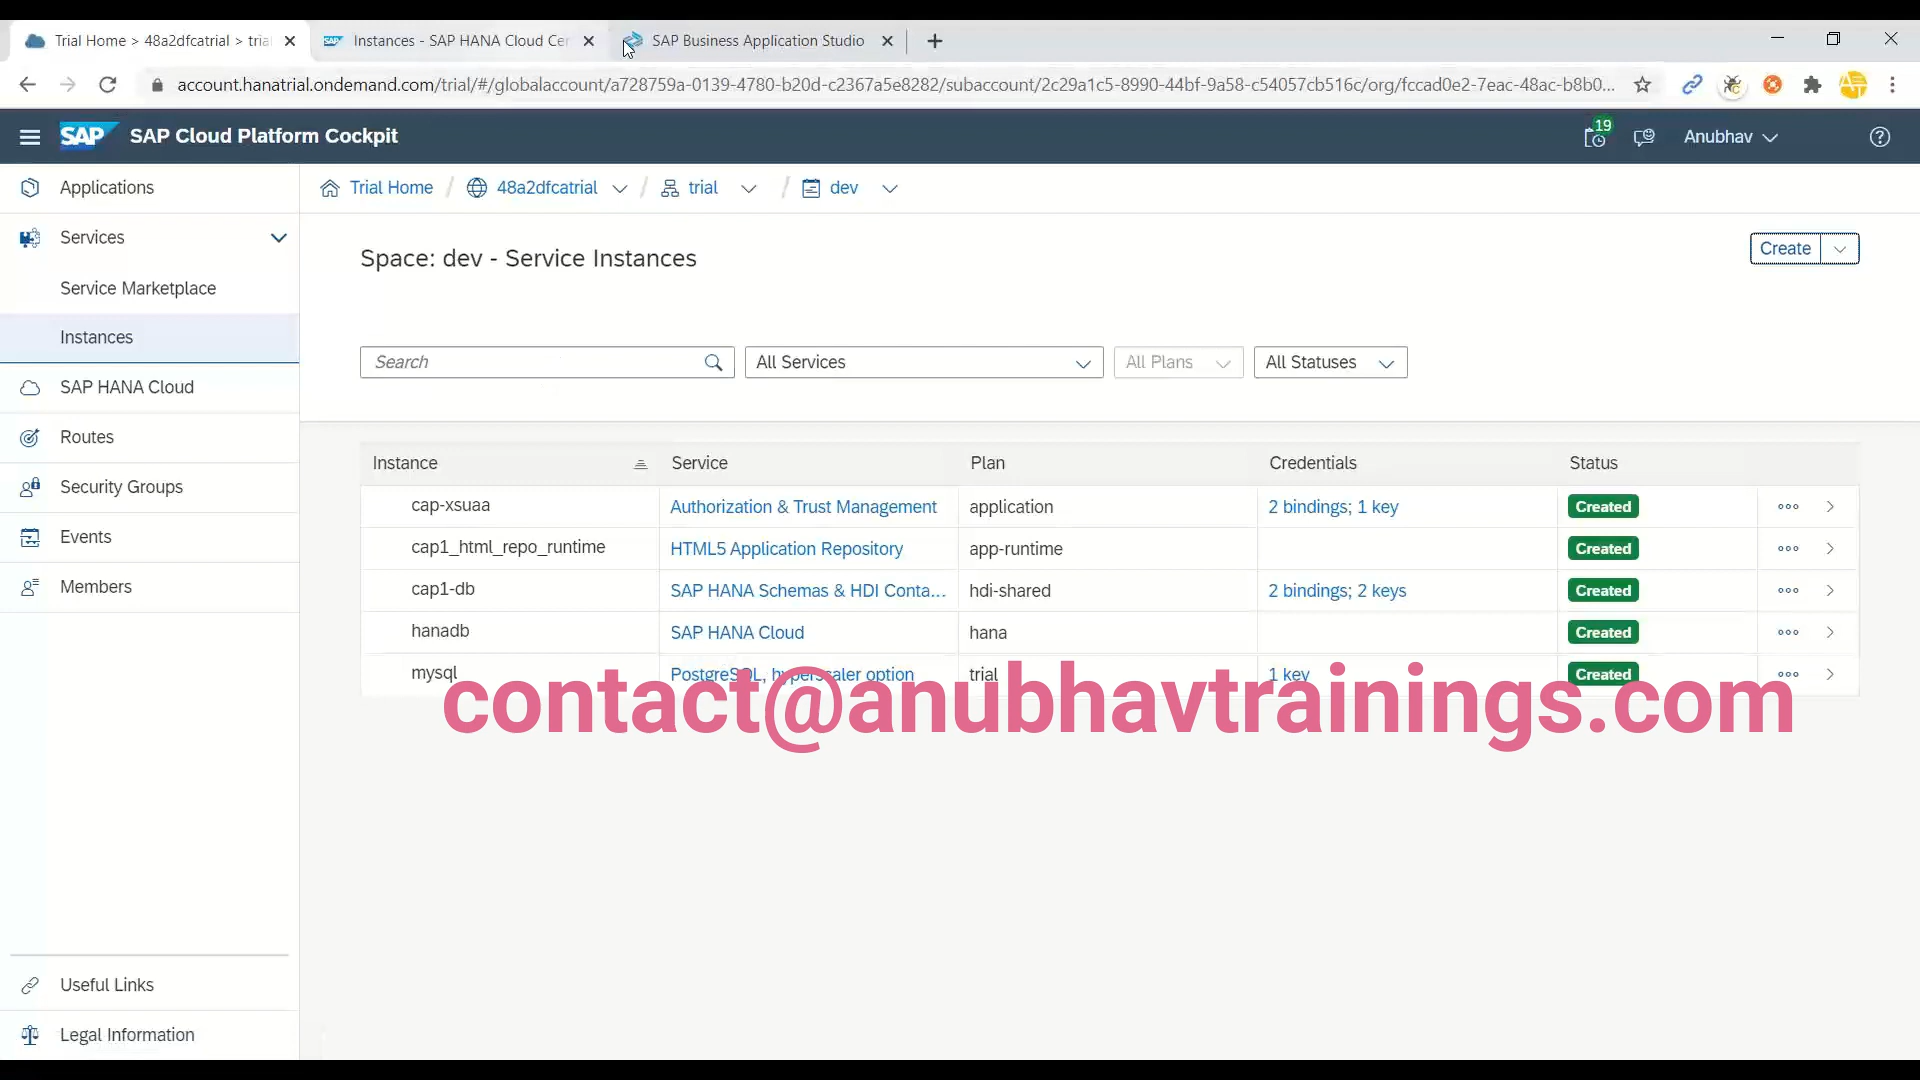 Trial Home > 48a2dfcatrial > trial
Instances - SAP HANA Cloud Cen
SAP Business Application Studio
account.hanatrial.ondemand.com/trial/#/globalaccount/a728759a-0139-4780-b20d-c2367a5e8282/subaccount/2c29a1c5-8990-44bf-9a58-c54057cb516c/org/fccad0e2-7eac-48ac-b8b0...
SAP
SAP Cloud Platform Cockpit
19
Anubhav
Applications
Services
Service Marketplace
Instances
SAP HANA Cloud
Routes
Security Groups
Events
Members
Useful Links
Legal Information
Trial Home / 48a2dfcatrial / trial / dev
Space: dev - Service Instances
Create
Search
All Services
All Plans
All Statuses
Instance Service Plan Credentials Status
cap-xsuaa Authorization & Trust Management application 2 bindings; 1 key Created
cap1_html_repo_runtime HTML5 Application Repository app-runtime Created
cap1-db SAP HANA Schemas & HDI Conta... hdi-shared 2 bindings; 2 keys Created
hanadb SAP HANA Cloud hana Created
mysql PostgreSQL, hyperscaler option trial 1 key Created
contact@anubhavtrainings.com